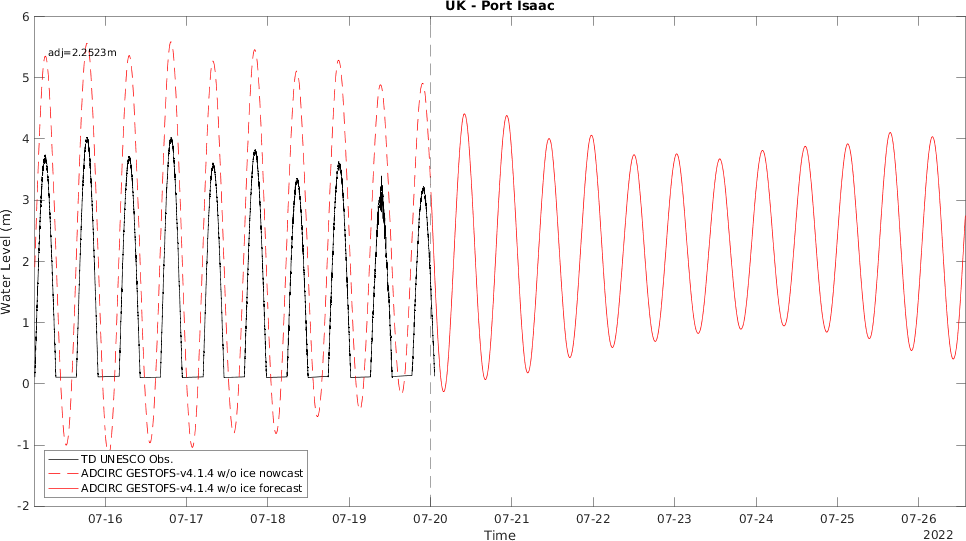 UK - Port Isaac
adj=2.2523m
6
5
4
3
2
1
0
-1
-2
Water Level (m)
TD UNESCO Obs.
ADCIRC GESTOFS-v4.1.4 w/o ice nowcast
ADCIRC GESTOFS-v4.1.4 w/o ice forecast
07-16 07-17 07-18 07-19 07-20 07-21 07-22 07-23 07-24 07-25 07-26
Time
2022